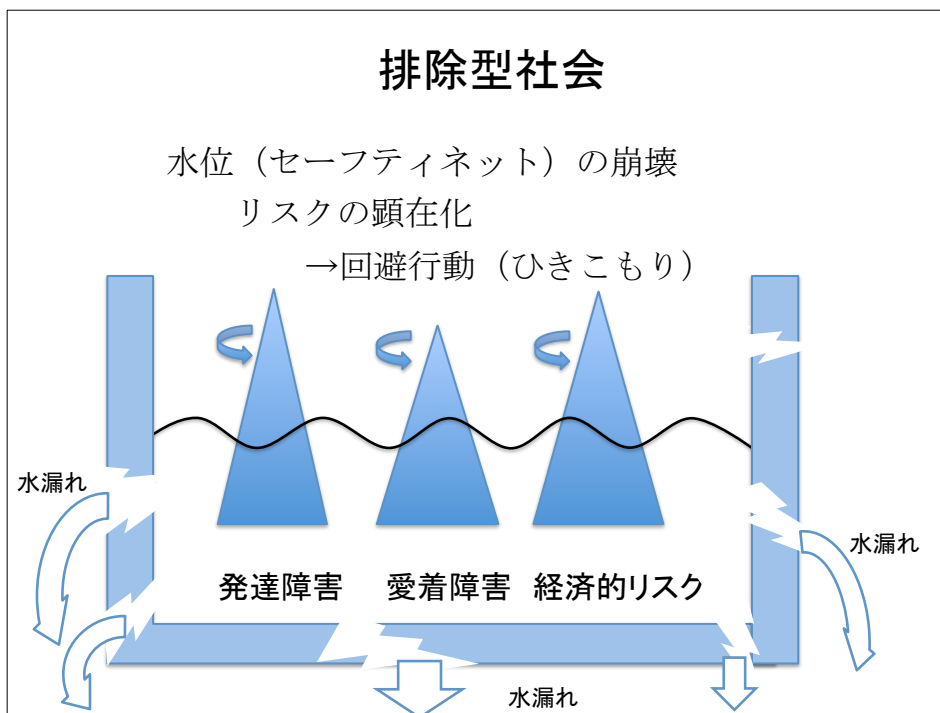 排除型社会
水位（セーフティネット）の崩壊
リスクの顕在化
→回避行動（ひきこもり）
水漏れ
水漏れ
発達障害
愛着障害
経済的リスク
水漏れ